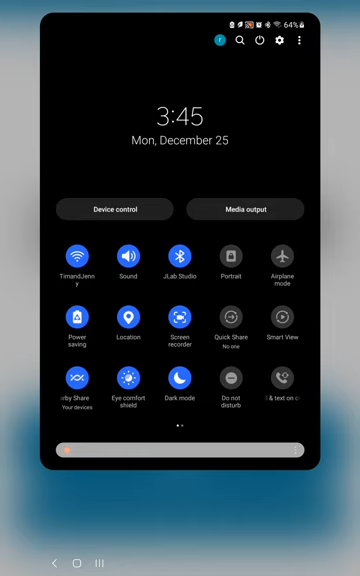 64%
r
3:45
Mon, December 25
Device control
Media output
TimandJenn
y
Sound
JLab Studio
Portrait
Airplane
mode
Power
saving
Location
Screen
recorder
Quick Share
No one
Smart View
rby Share
Your devices
Eye comfort
shield
Dark mode
Do not
disturb
& text on